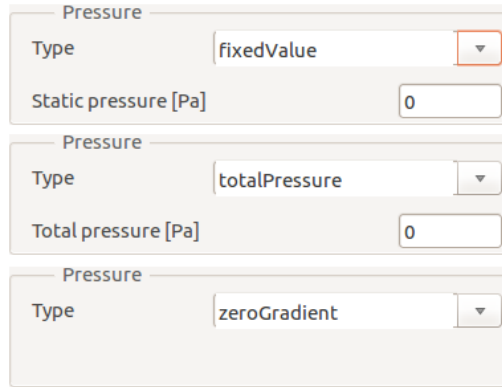 Pressure
Type fixedValue
Static pressure [Pa] 0
Pressure
Type totalPressure
Total pressure [Pa] 0
Pressure
Type zeroGradient